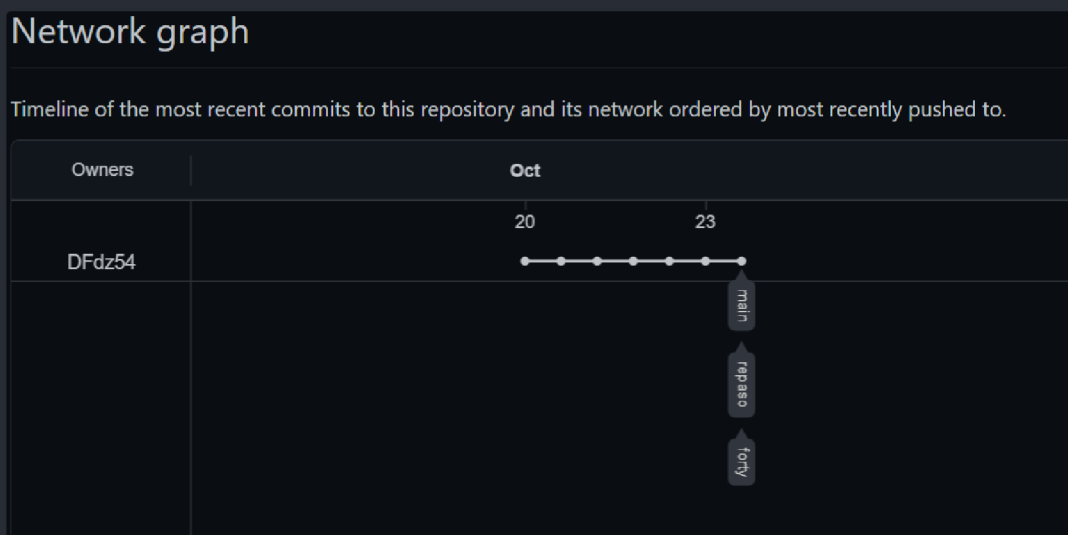 Network graph
Timeline of the most recent commits to this repository and its network ordered by most recently pushed to.
Owners
Oct
20
23
DFdz54
main
repaso
forty